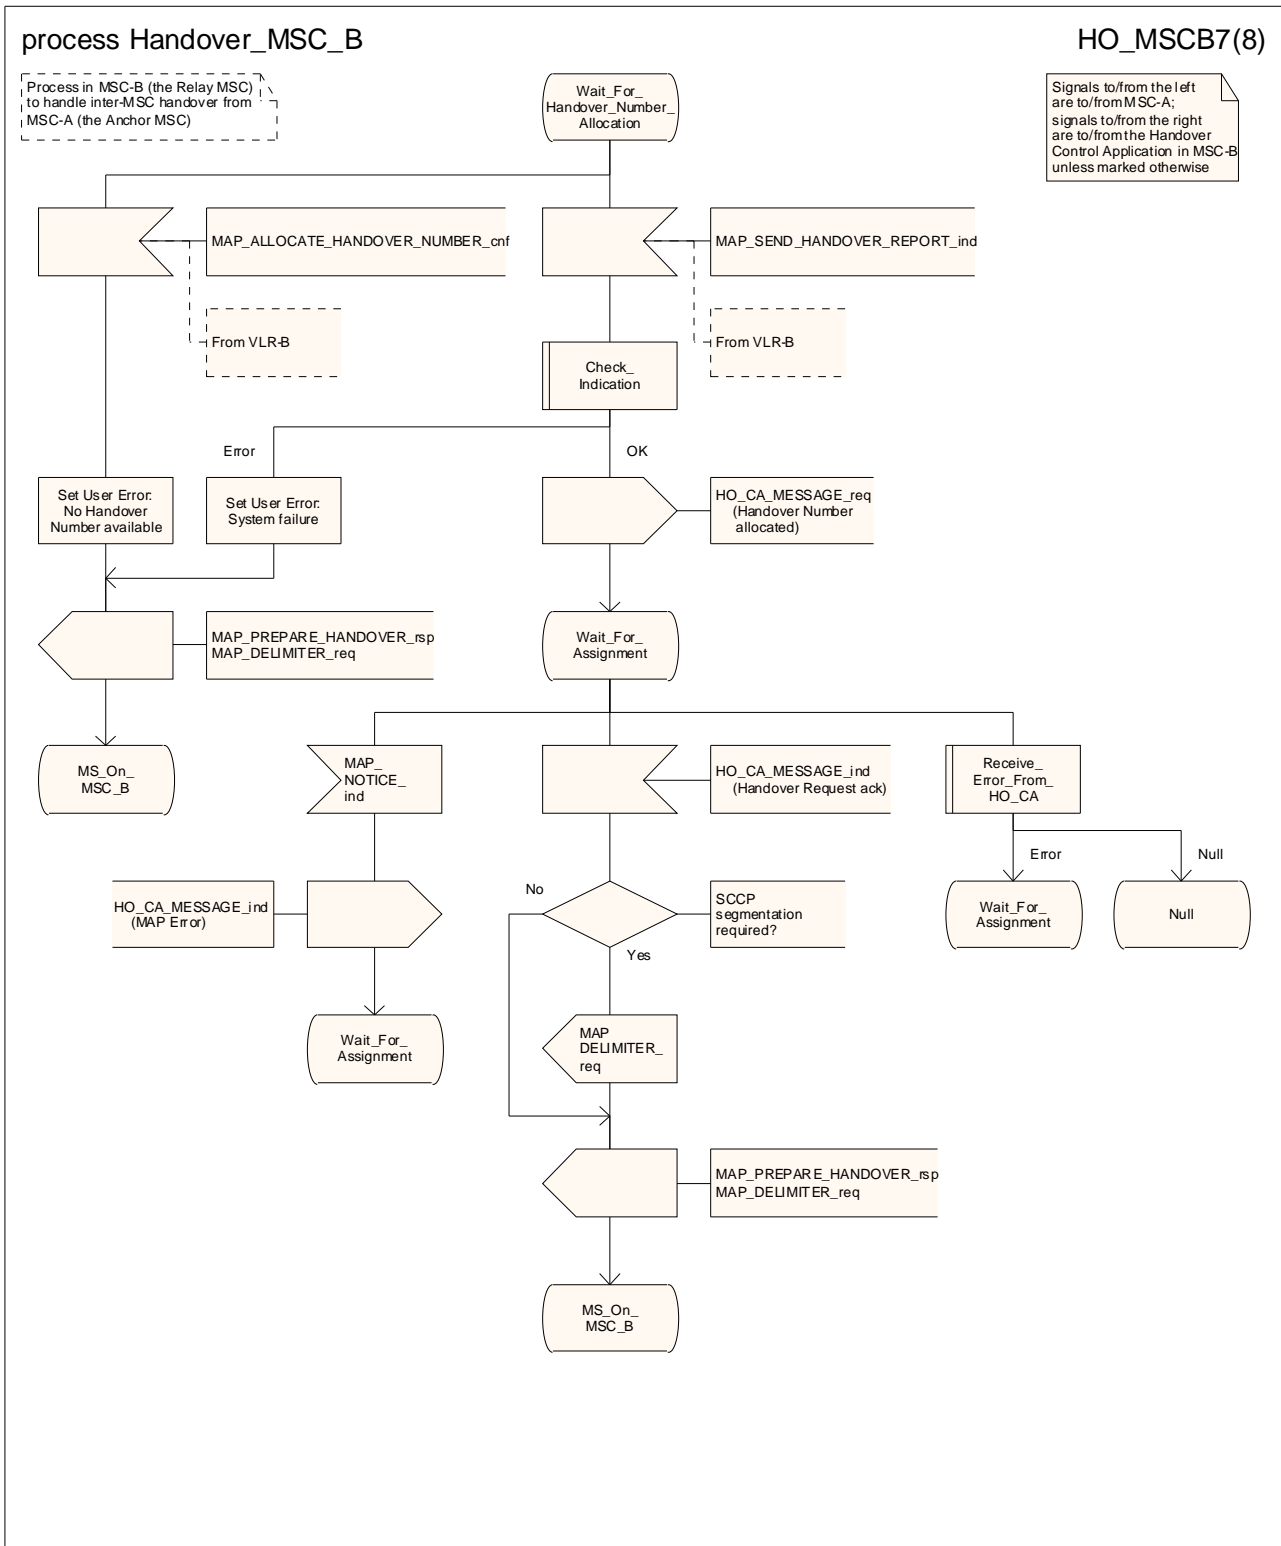 process Handover_MSC_B
HO_MSCB7(8)
Process in MSC-B (the Relay MSC)
to handle inter-MSC handover from
MSC-A (the Anchor MSC)
Wait_For_
Handover_Number_
Allocation
Signals to/from the left
are to/from MSC-A;
signals to/from the right
are to/from the Handover
Control Application in MSC-B
unless marked otherwise
MAP_ALLOCATE_HANDOVER_NUMBER_cnf
MAP_SEND_HANDOVER_REPORT_ind
From VLR-B
From VLR-B
Check_
Indication
Error
OK
Set User Error:
No Handover
Number available
Set User Error:
System failure
HO_CA_MESSAGE_req
(Handover Number
allocated)
MAP_PREPARE_HANDOVER_rsp
MAP_DELIMITER_req
Wait_For_
Assignment
MS_On_
MSC_B
MAP_
NOTICE_
ind
HO_CA_MESSAGE_ind
(Handover Request ack)
Receive_
Error_From_
HO_CA
Error
Null
HO_CA_MESSAGE_ind
(MAP Error)
No
SCCP
segmentation
required?
Yes
Wait_For_
Assignment
Null
Wait_For_
Assignment
MAP
DELIMITER_
req
MAP_PREPARE_HANDOVER_rsp
MAP_DELIMITER_req
MS_On_
MSC_B